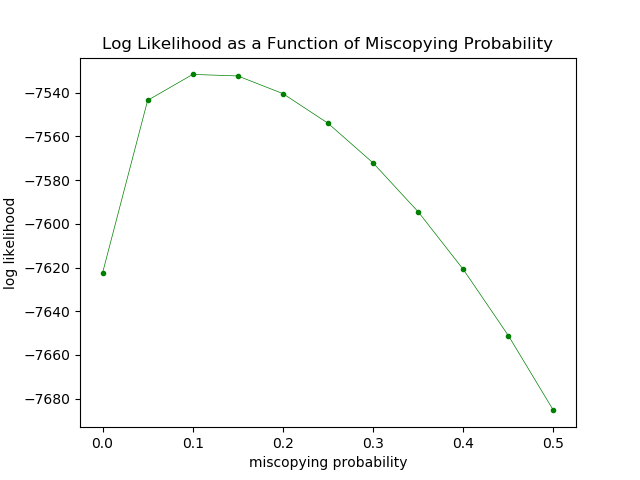 Log Likelihood as a Function of Miscopying Probability
log likelihood
−7540
−7560
−7580
−7600
−7620
−7640
−7660
−7680
0.0 0.1 0.2 0.3 0.4 0.5
miscopying probability